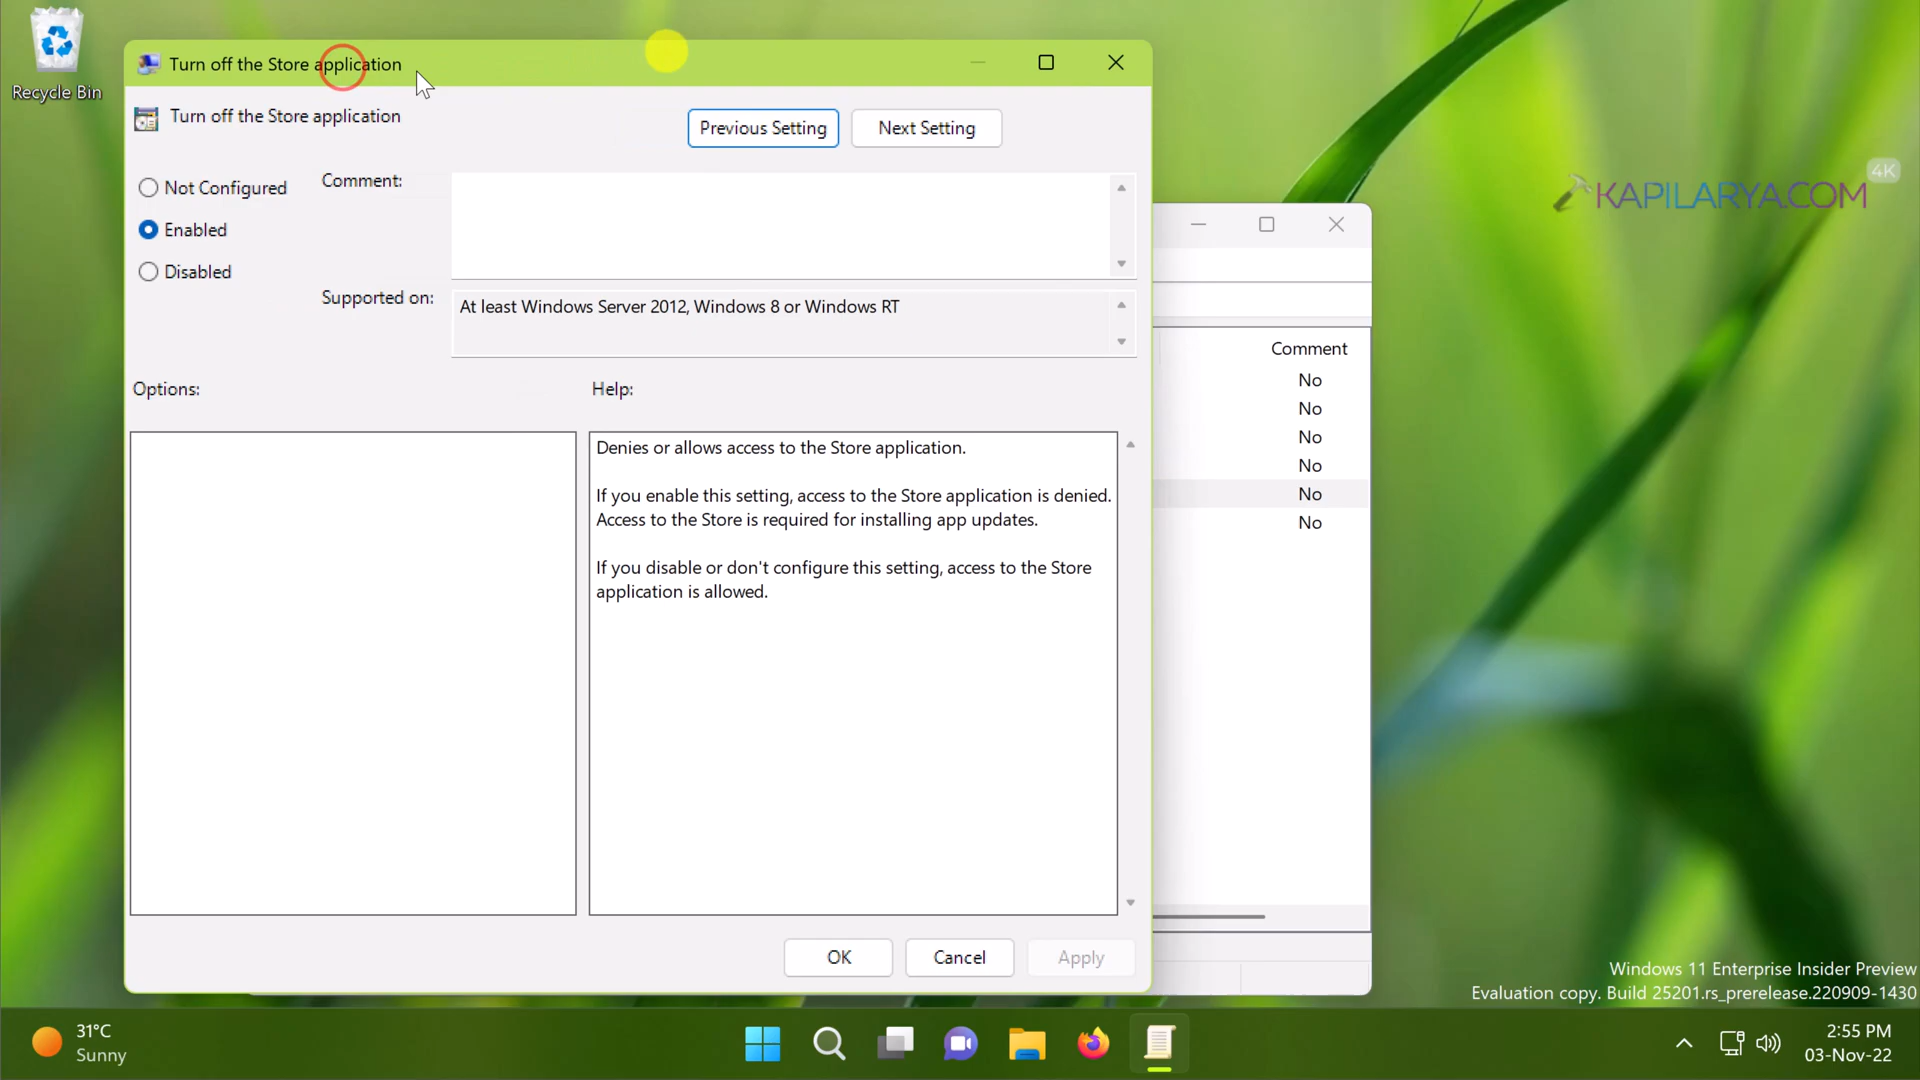 Recycle Bin
Turn off the Store application
Turn off the Store application
Previous Setting
Next Setting
Not Configured
Enabled
Disabled
Comment:
Supported on:
At least Windows Server 2012, Windows 8 or Windows RT
Options:
Help:
Denies or allows access to the Store application.
If you enable this setting, access to the Store application is denied.
Access to the Store is required for installing app updates.
If you disable or don't configure this setting, access to the Store
application is allowed.
OK
Cancel
Apply
Comment
No
No
No
No
No
No
4K
KAPILARYA.COM
Windows 11 Enterprise Insider Preview
Evaluation copy. Build 25201.rs_prerelease.220909-1430
31°C
Sunny
2:55 PM
03-Nov-22